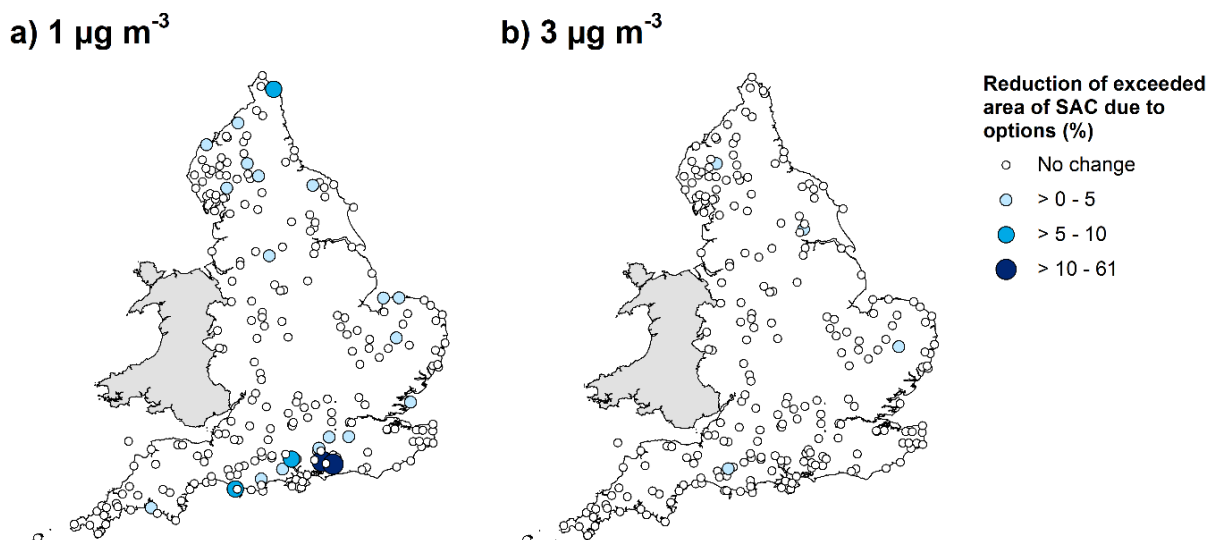 a) 1 µg m⁻³
b) 3 µg m⁻³
Reduction of exceeded
area of SAC due to
options (%)
No change
> 0 - 5
> 5 - 10
> 10 - 61